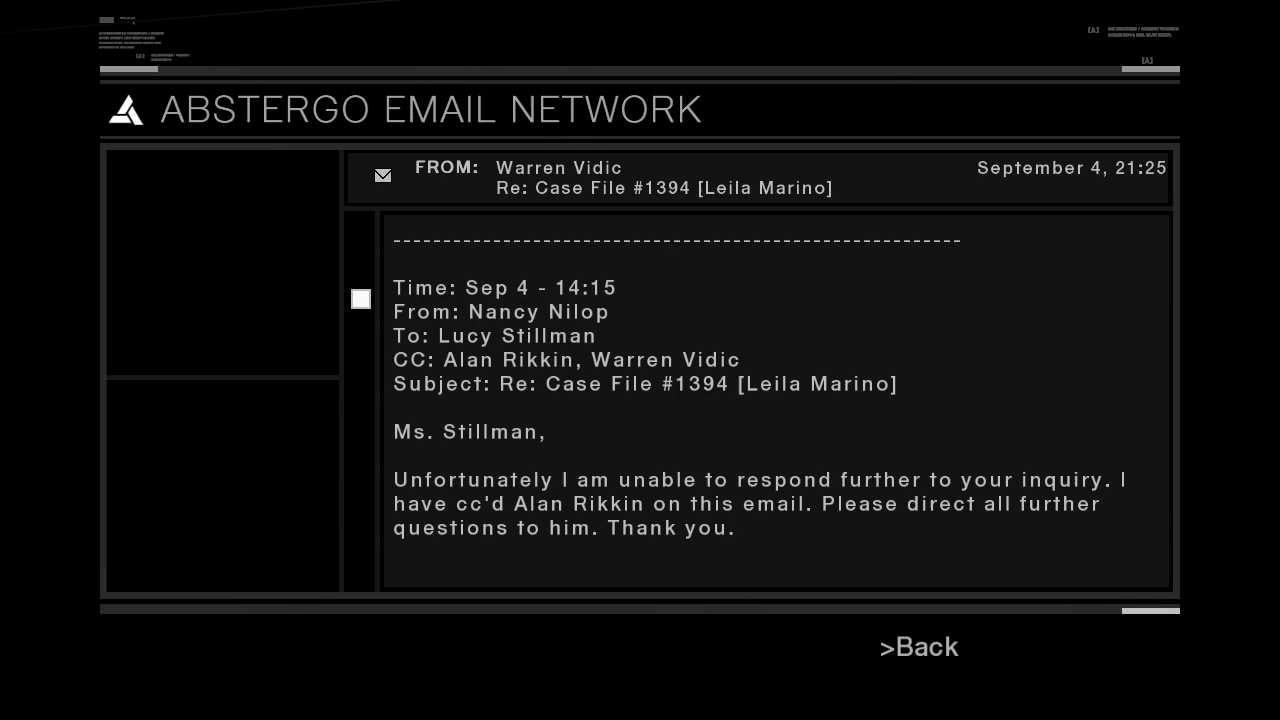 ABSTERGO EMAIL NETWORK
FROM: Warren Vidic September 4, 21:25
Re: Case File #1394 [Leila Marino]
---------------------------------------------------------
Time: Sep 4 - 14:15
From: Nancy Nilop
To: Lucy Stillman
CC: Alan Rikkin, Warren Vidic
Subject: Re: Case File #1394 [Leila Marino]
Ms. Stillman,
Unfortunately I am unable to respond further to your inquiry. I
have cc'd Alan Rikkin on this email. Please direct all further
questions to him. Thank you.
>Back